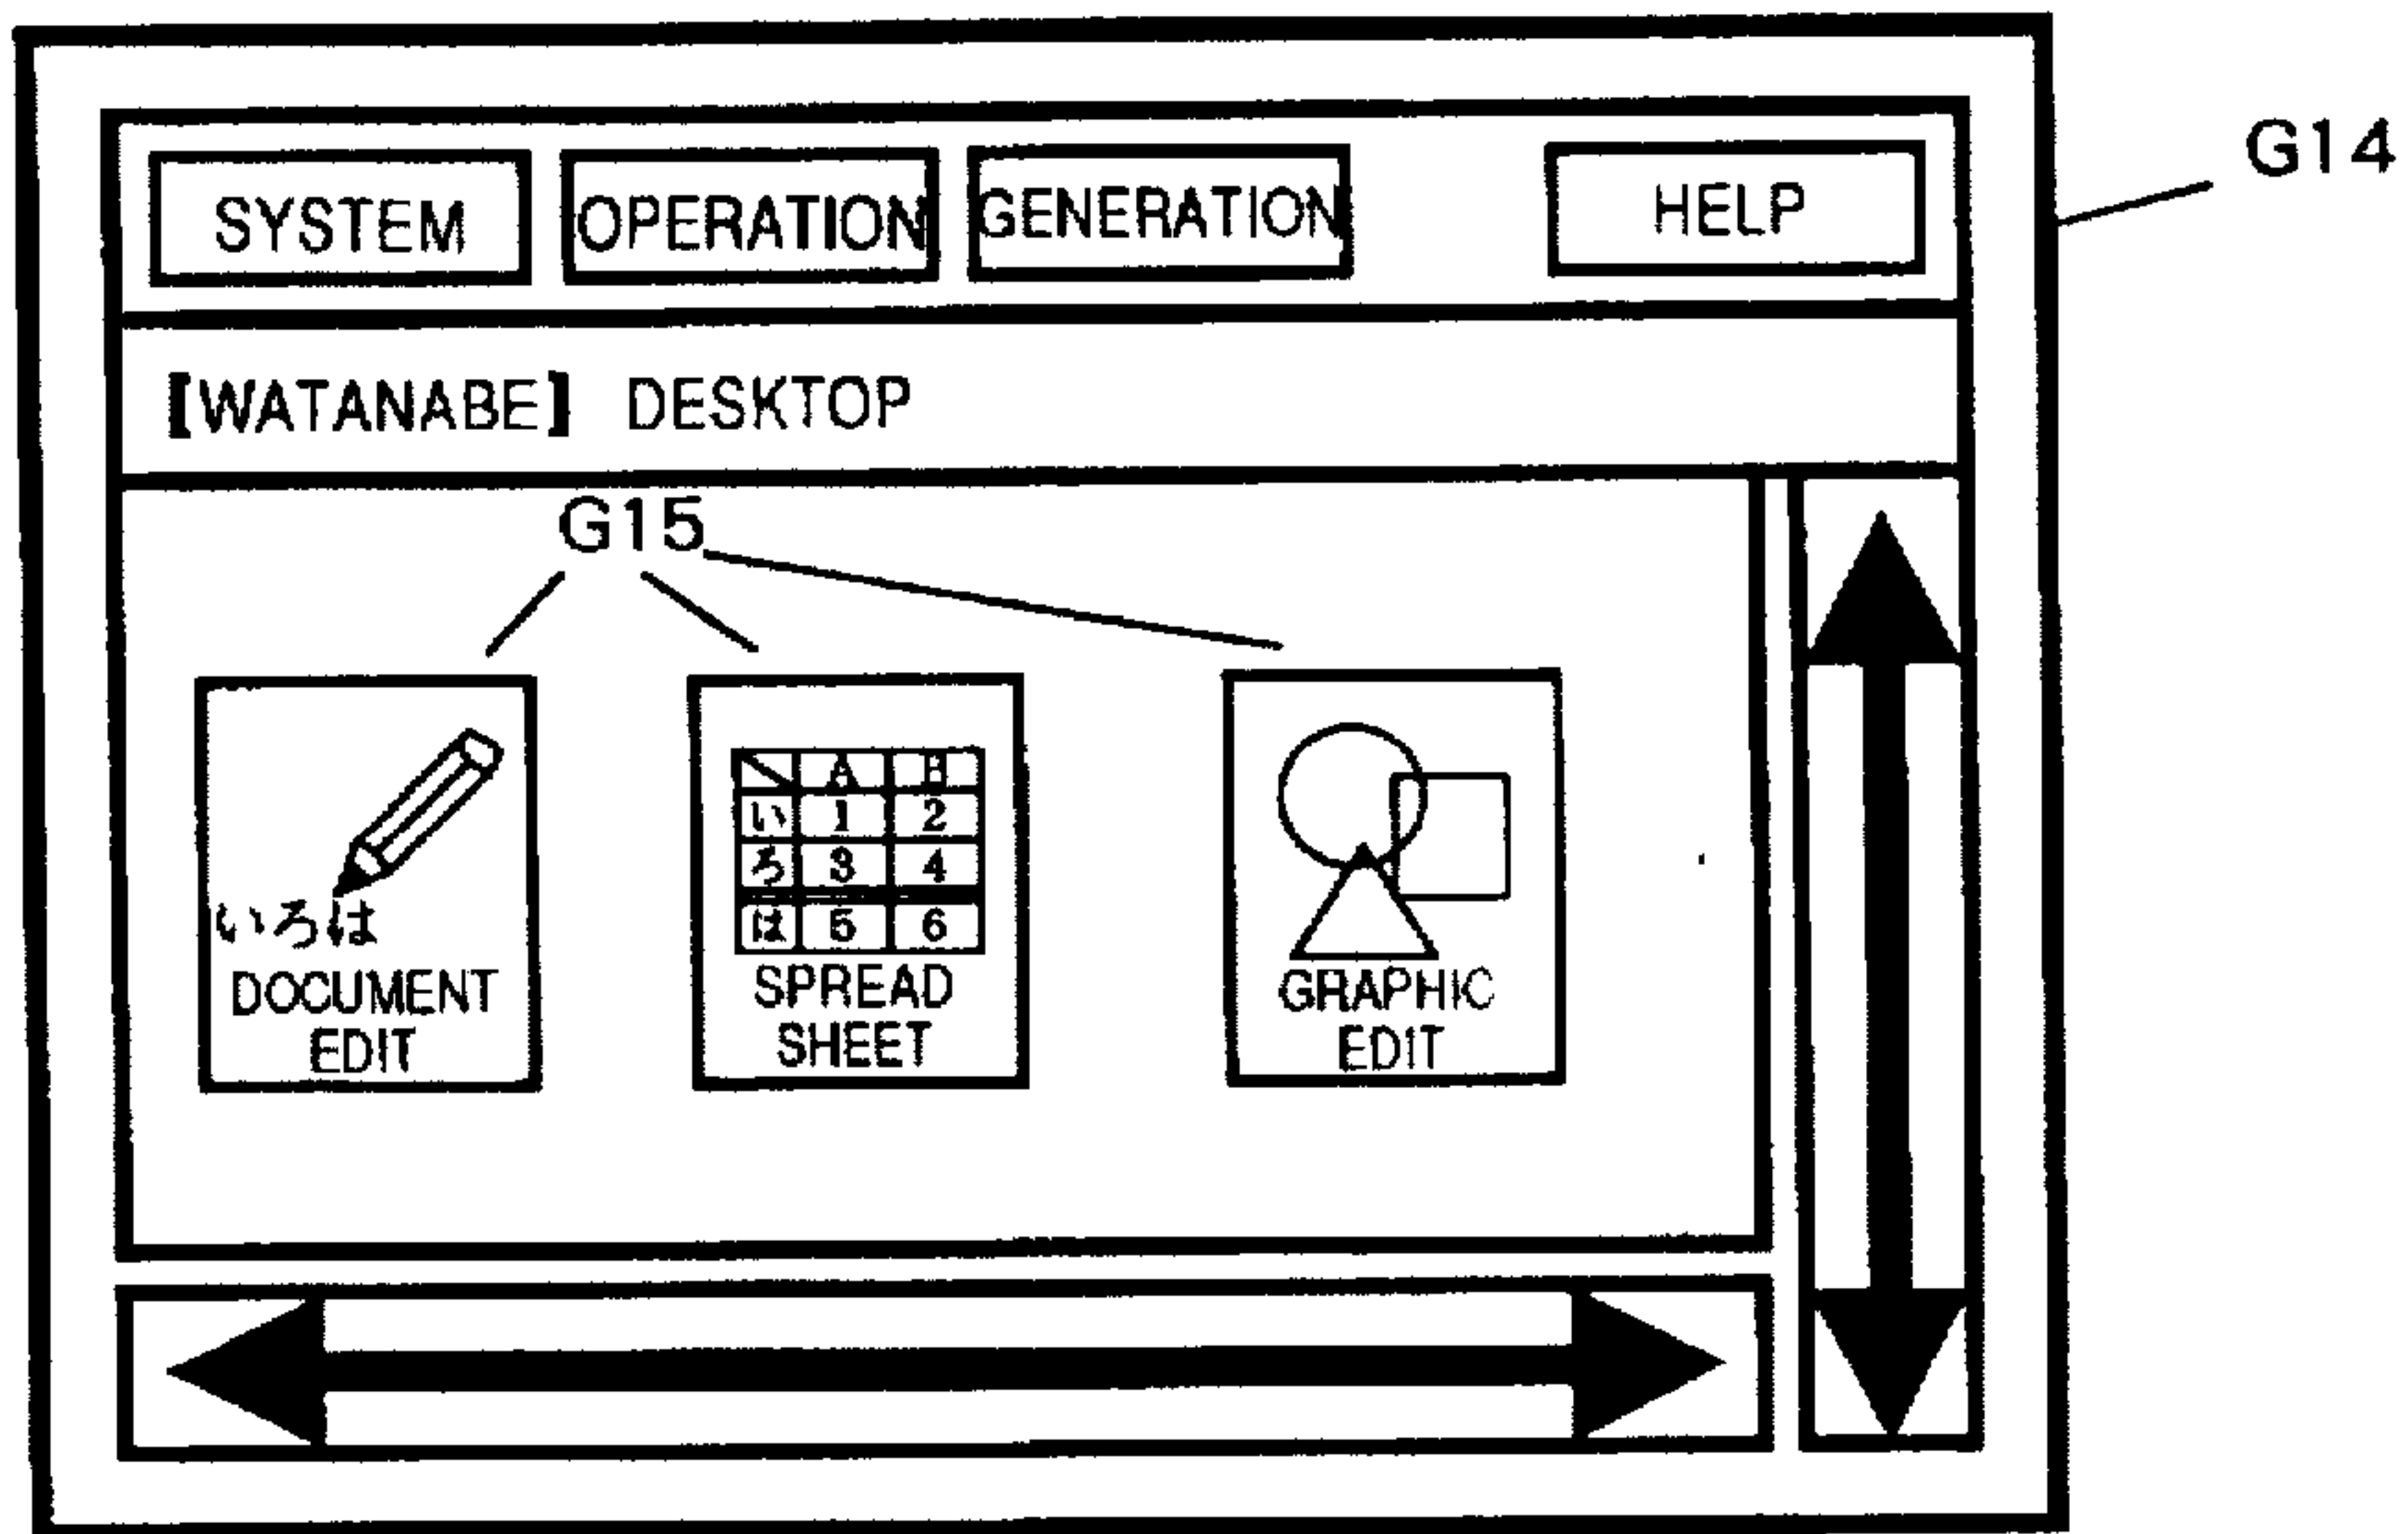 G14
SYSTEM OPERATION GENERATION HELP
[WATANABE] DESKTOP
G15
いろは
DOCUMENT
EDIT
A B
い 1 2
ろ 3 4
は 5 6
SPREAD
SHEET
GRAPHIC
EDIT